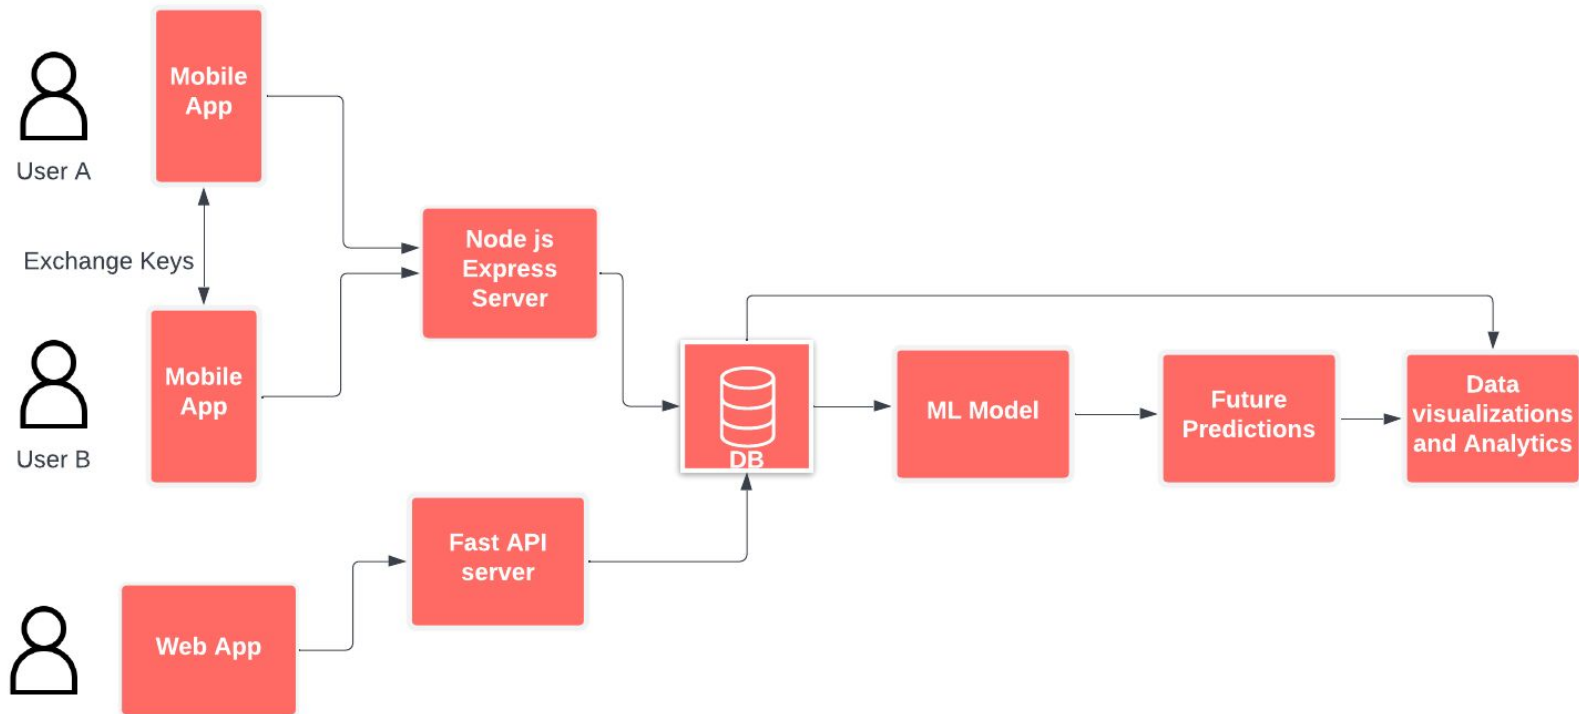 Mobile
App
User A
Exchange Keys
Node js
Express
Server
Mobile
App
User B
DB
ML Model
Future
Predictions
Data
visualizations
and Analytics
Fast API
server
Web App